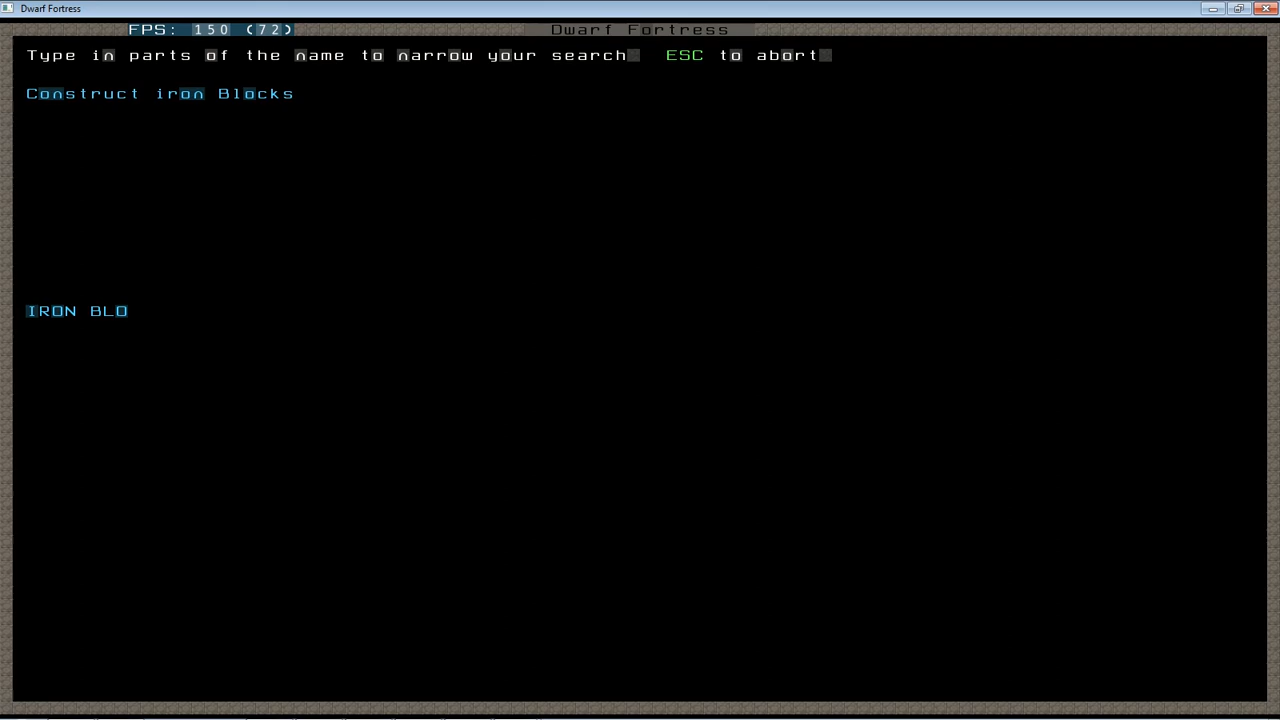 Dwarf Fortress
FPS: 150 (72)
Dwarf Fortress
Type in parts of the name to narrow your search ESC to abort
Construct iron Blocks
IRON BLO